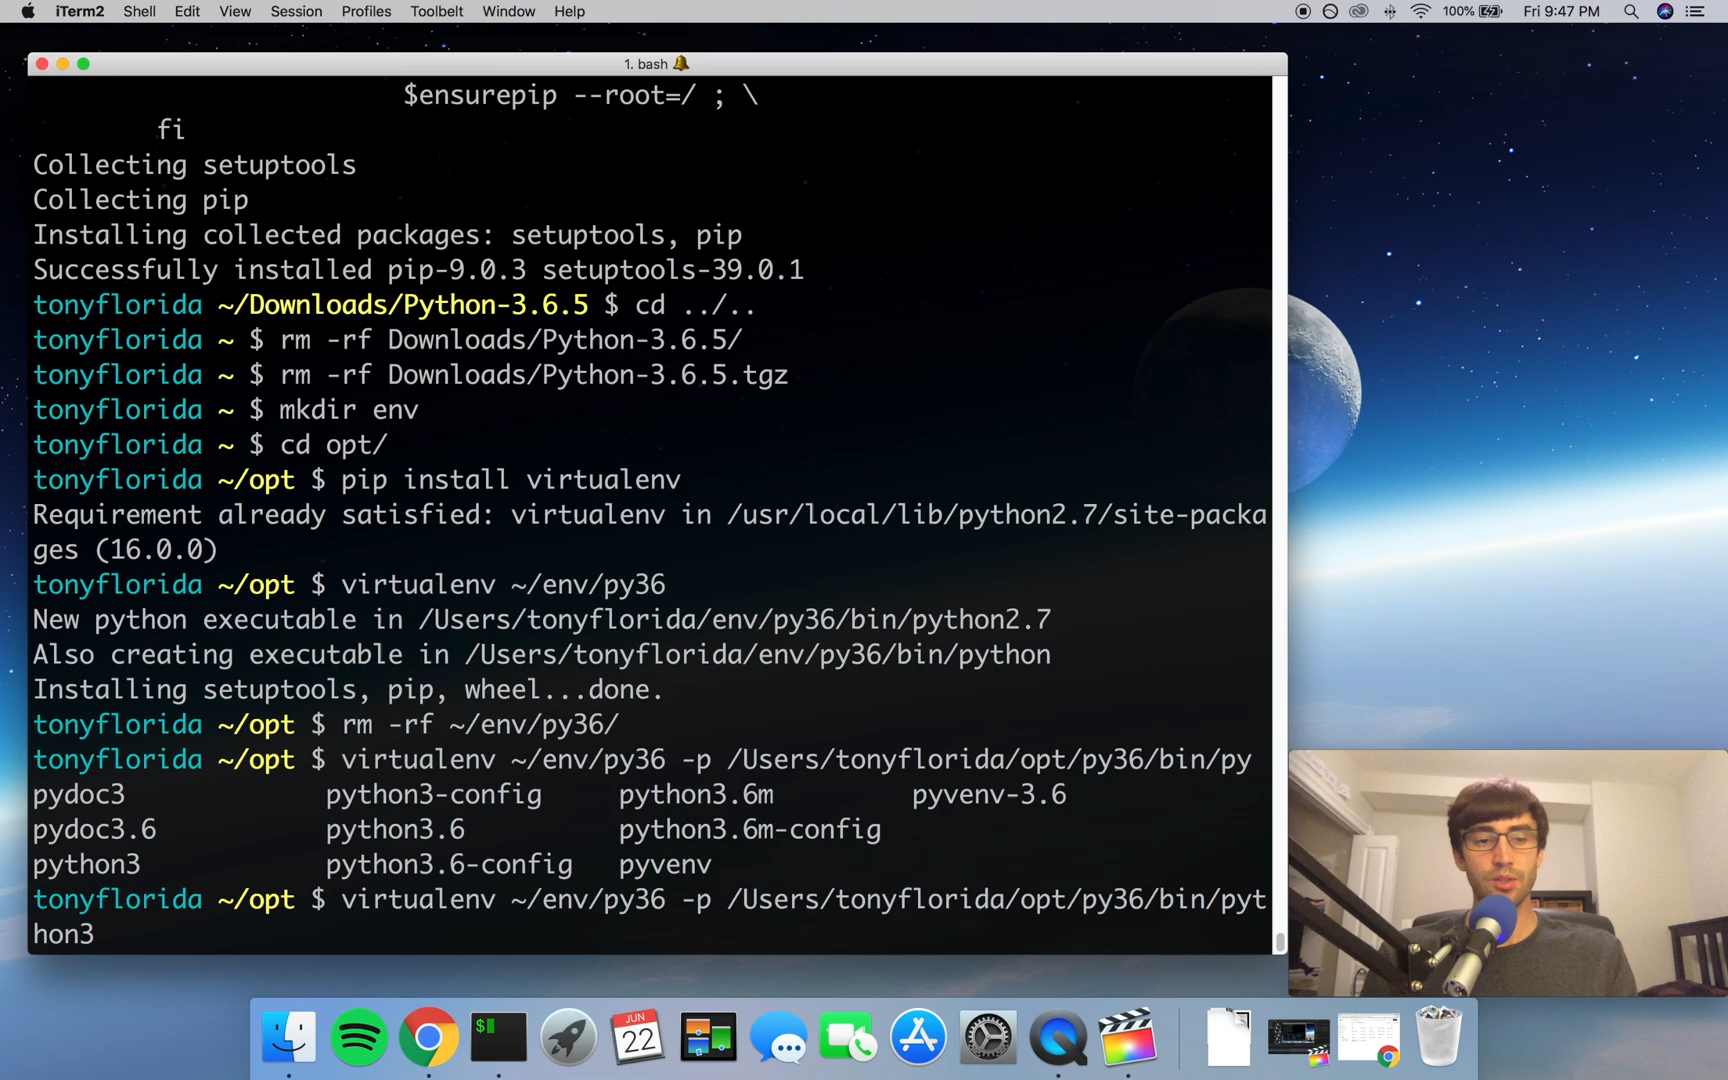 iTerm2 Shell Edit View Session Profiles Toolbelt Window Help 100% Fri 9:47 PM
1. bash
$ensurepip --root=/ ; \
fi
Collecting setuptools
Collecting pip
Installing collected packages: setuptools, pip
Successfully installed pip-9.0.3 setuptools-39.0.1
tonyflorida ~/Downloads/Python-3.6.5 $ cd ../..
tonyflorida ~ $ rm -rf Downloads/Python-3.6.5/
tonyflorida ~ $ rm -rf Downloads/Python-3.6.5.tgz
tonyflorida ~ $ mkdir env
tonyflorida ~ $ cd opt/
tonyflorida ~/opt $ pip install virtualenv
Requirement already satisfied: virtualenv in /usr/local/lib/python2.7/site-packa
ges (16.0.0)
tonyflorida ~/opt $ virtualenv ~/env/py36
New python executable in /Users/tonyflorida/env/py36/bin/python2.7
Also creating executable in /Users/tonyflorida/env/py36/bin/python
Installing setuptools, pip, wheel...done.
tonyflorida ~/opt $ rm -rf ~/env/py36/
tonyflorida ~/opt $ virtualenv ~/env/py36 -p /Users/tonyflorida/opt/py36/bin/py
pydoc3 python3-config python3.6m pyvenv-3.6
pydoc3.6 python3.6 python3.6m-config
python3 python3.6-config pyvenv
tonyflorida ~/opt $ virtualenv ~/env/py36 -p /Users/tonyflorida/opt/py36/bin/pyt
hon3
$
JUN
22